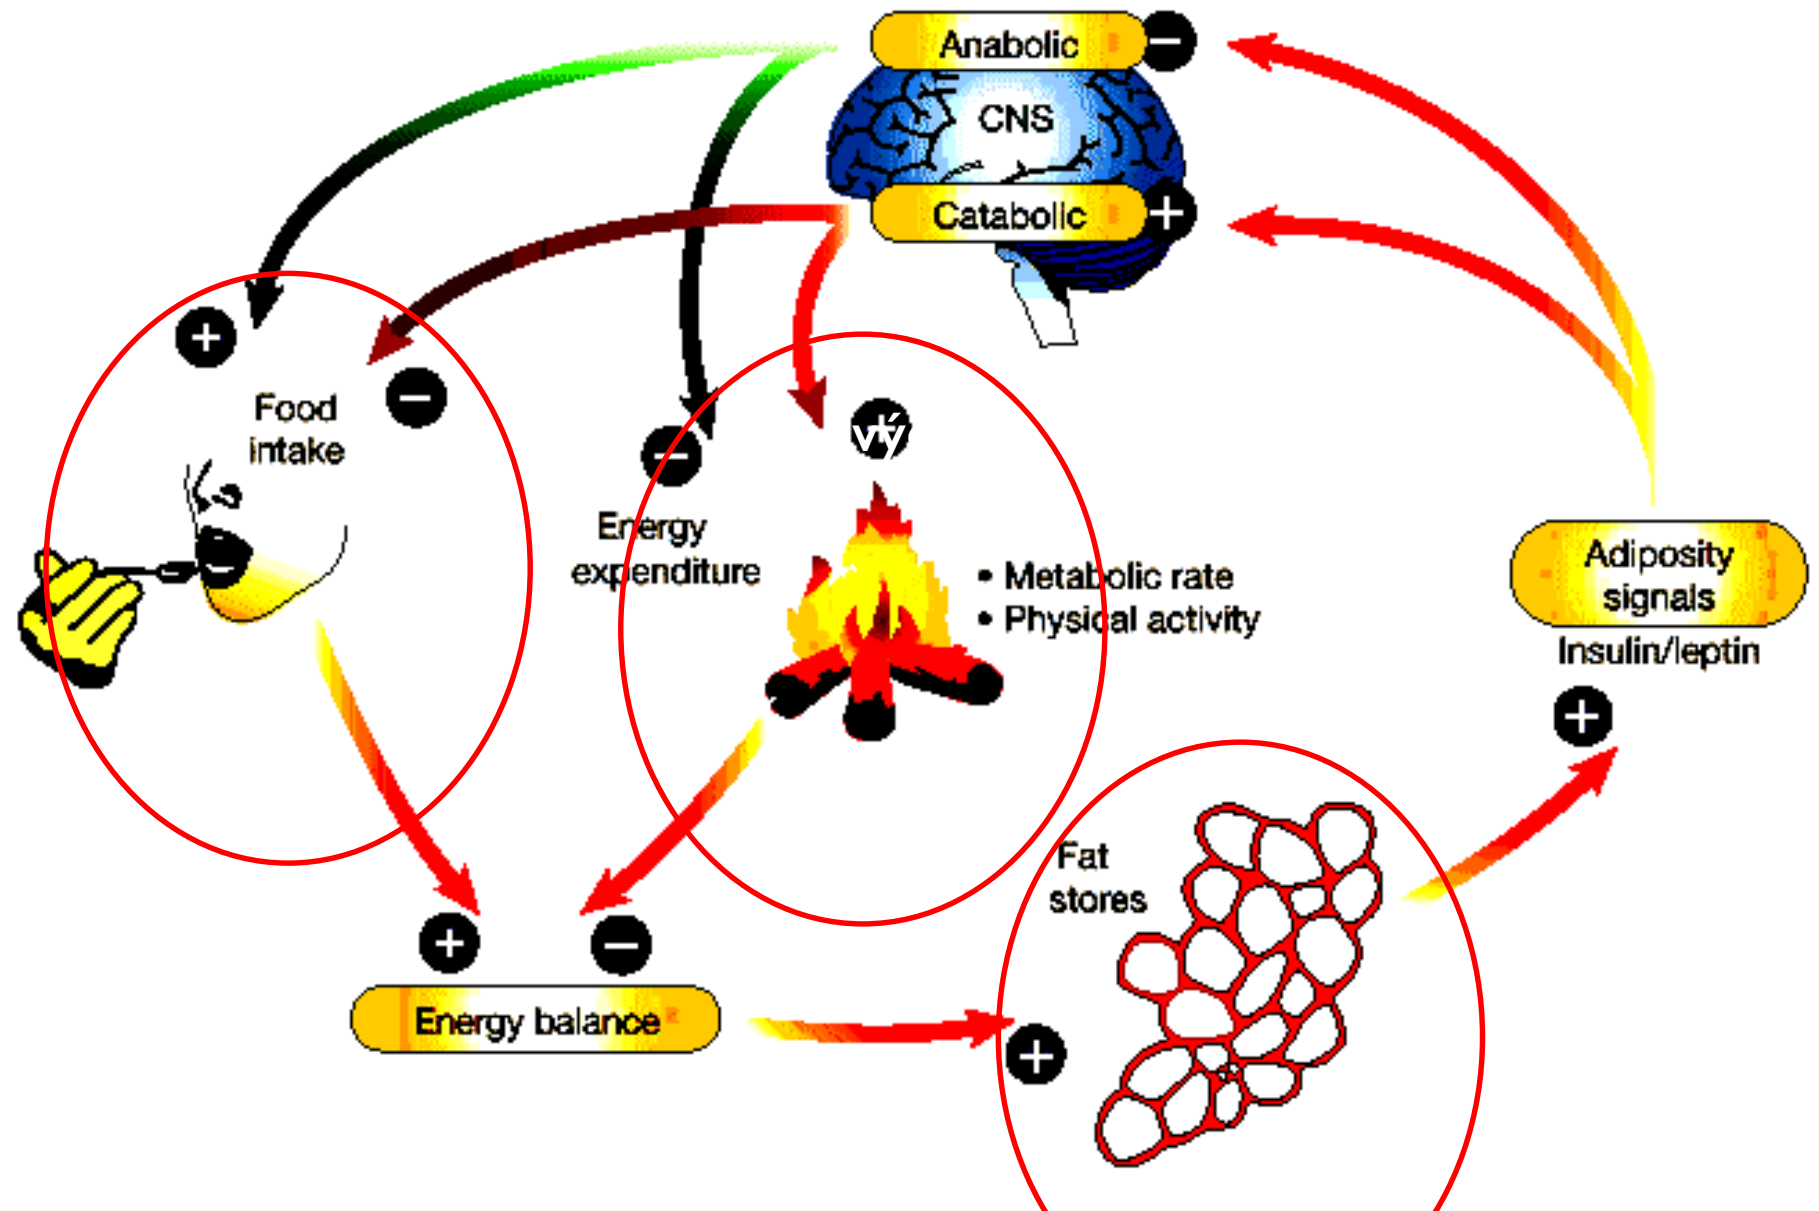 Anabolic
−
CNS
Catabolic
+
+
−
Food
intake
−
vtý
Energy
expenditure
• Metabolic rate
• Physical activity
Adiposity
signals
Insulin/leptin
+
Fat
stores
+
−
Energy balance
+